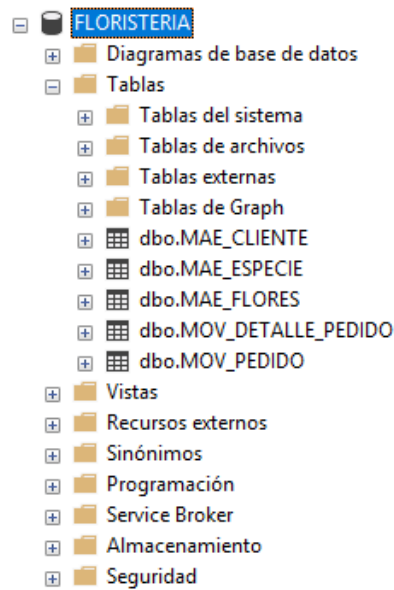 FLORISTERIA
Diagramas de base de datos
Tablas
Tablas del sistema
Tablas de archivos
Tablas externas
Tablas de Graph
dbo.MAE_CLIENTE
dbo.MAE_ESPECIE
dbo.MAE_FLORES
dbo.MOV_DETALLE_PEDIDO
dbo.MOV_PEDIDO
Vistas
Recursos externos
Sinónimos
Programación
Service Broker
Almacenamiento
Seguridad